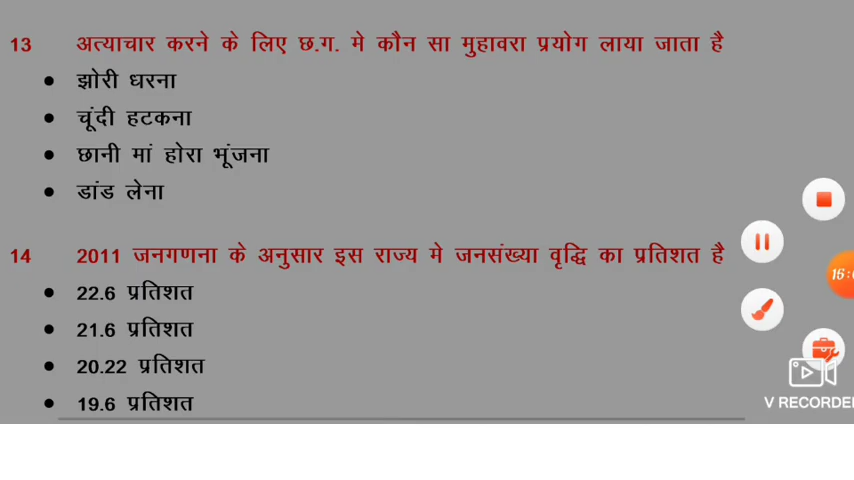 13 अत्याचार करने के लिए छ.ग. मे कौन सा मुहावरा प्रयोग लाया जाता है
• झोरी धरना
• चूंदी हटकना
• छानी मां होरा भूंजना
• डांड लेना
14 2011 जनगणना के अनुसार इस राज्य मे जनसंख्या वृद्धि का प्रतिशत है
• 22.6 प्रतिशत
• 21.6 प्रतिशत
• 20.22 प्रतिशत
• 19.6 प्रतिशत
V RECORDER